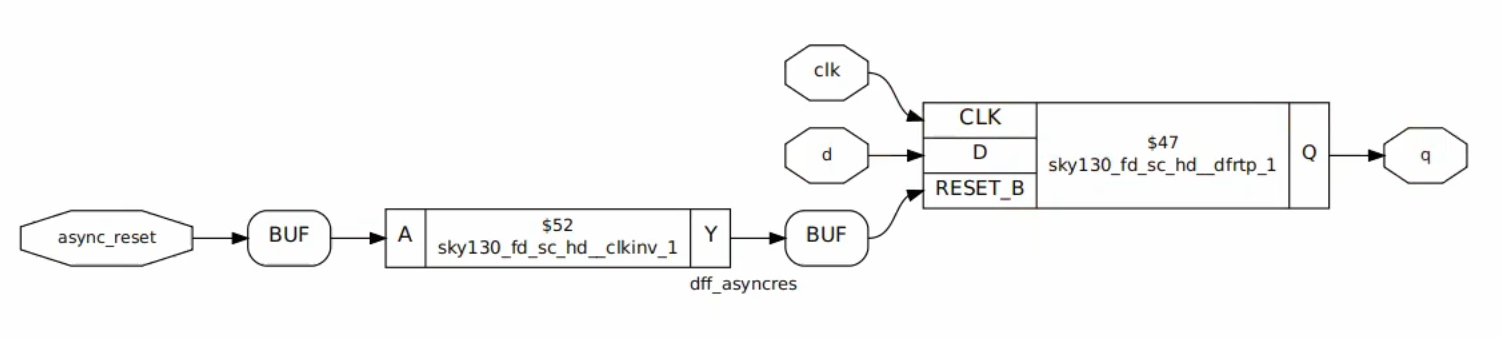 clk
CLK
d
D
$47
sky130_fd_sc_hd__dfrtp_1
Q
q
RESET_B
async_reset
BUF
A
$52
sky130_fd_sc_hd__clkinv_1
Y
BUF
dff_asyncres